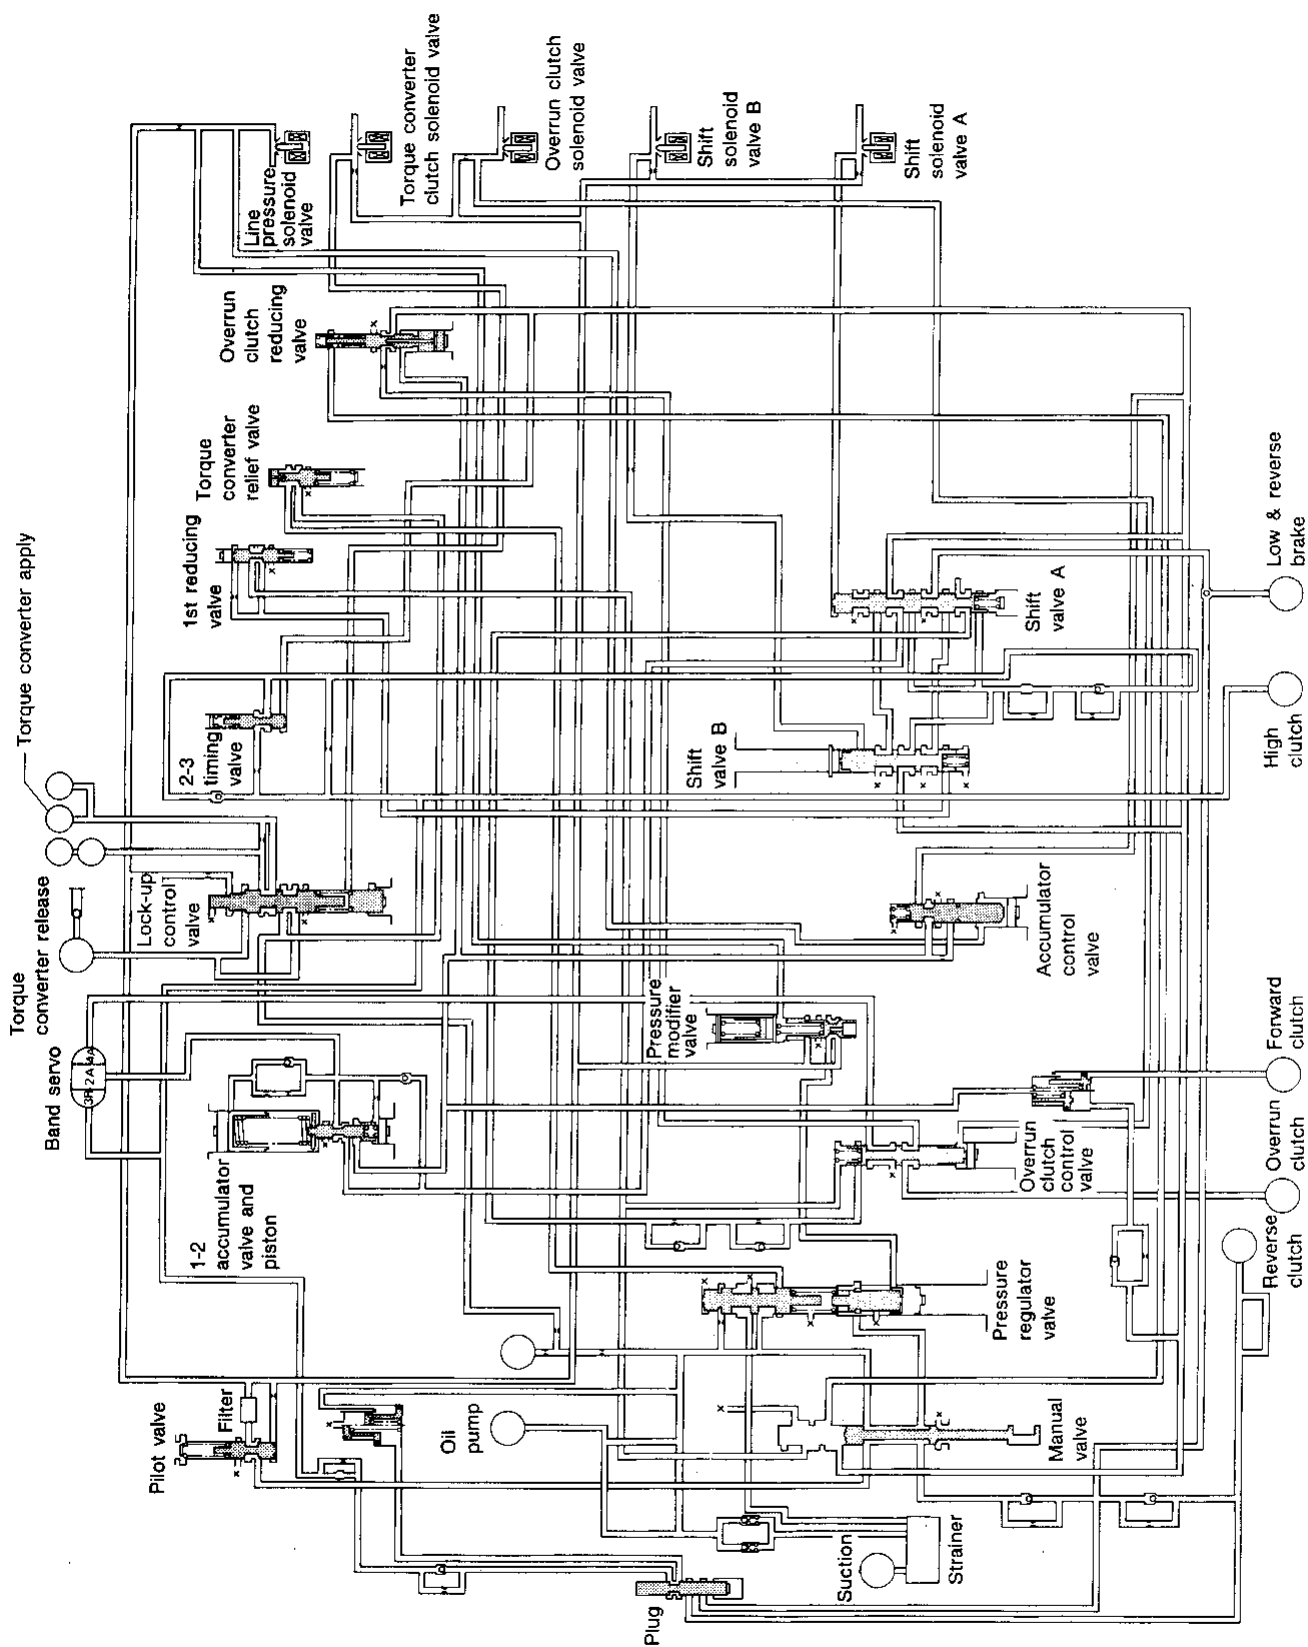 Torque converter apply
Torque
converter release
Band servo
3R
2A
4A
1-2
accumulator
valve and
piston
Lock-up
control
valve
2-3
timing
valve
1st reducing
valve
Torque
converter
relief valve
Overrun
clutch
reducing
valve
Line
pressure
solenoid
valve
Torque converter
clutch solenoid valve
Overrun clutch
solenoid valve
Shift
solenoid
valve B
Shift
solenoid
valve A
Pilot valve
Filter
Oil
pump
Plug
Suction
Strainer
Manual
valve
Pressure
regulator
valve
Pressure
modifier
valve
Overrun
clutch
control
valve
Accumulator
control
valve
Shift
valve B
Shift
valve A
Reverse
clutch
Overrun
clutch
Forward
clutch
High
clutch
Low & reverse
brake